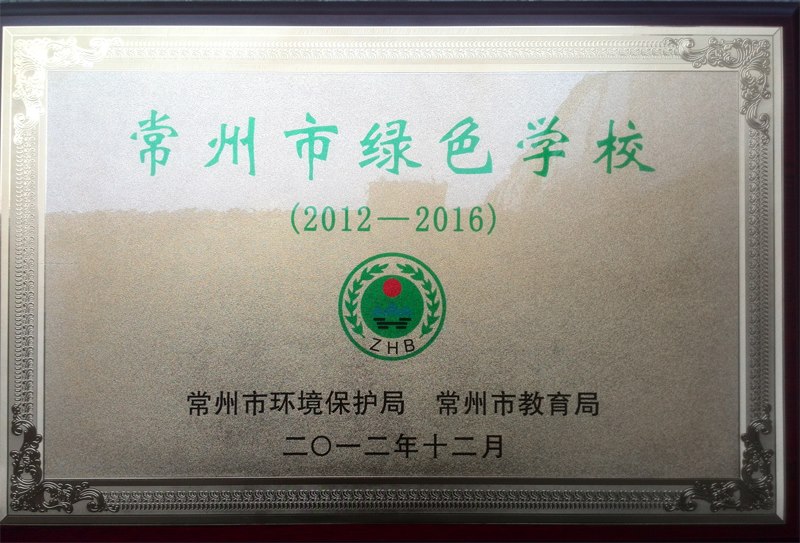 常州市绿色学校
(2012—2016)
ZHB
常州市环境保护局 常州市教育局
二〇一二年十二月